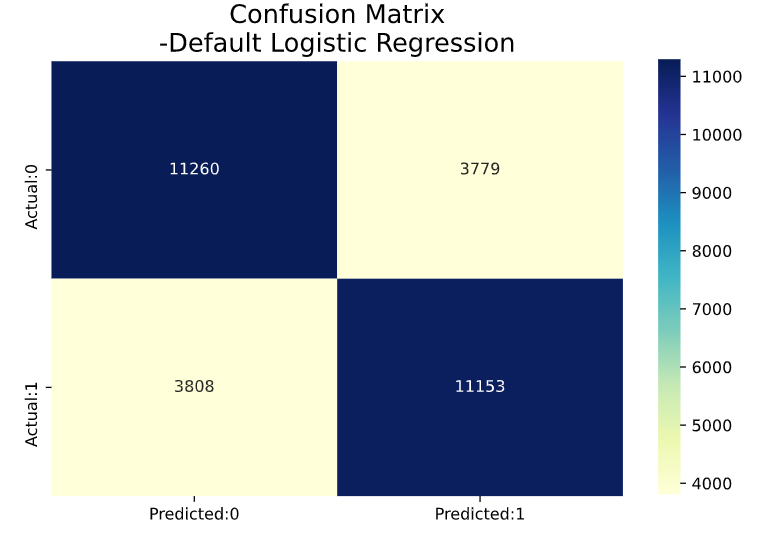 Confusion Matrix
-Default Logistic Regression
11260
3779
3808
11153
Actual:0
Actual:1
Predicted:0
Predicted:1
11000
10000
9000
8000
7000
6000
5000
4000